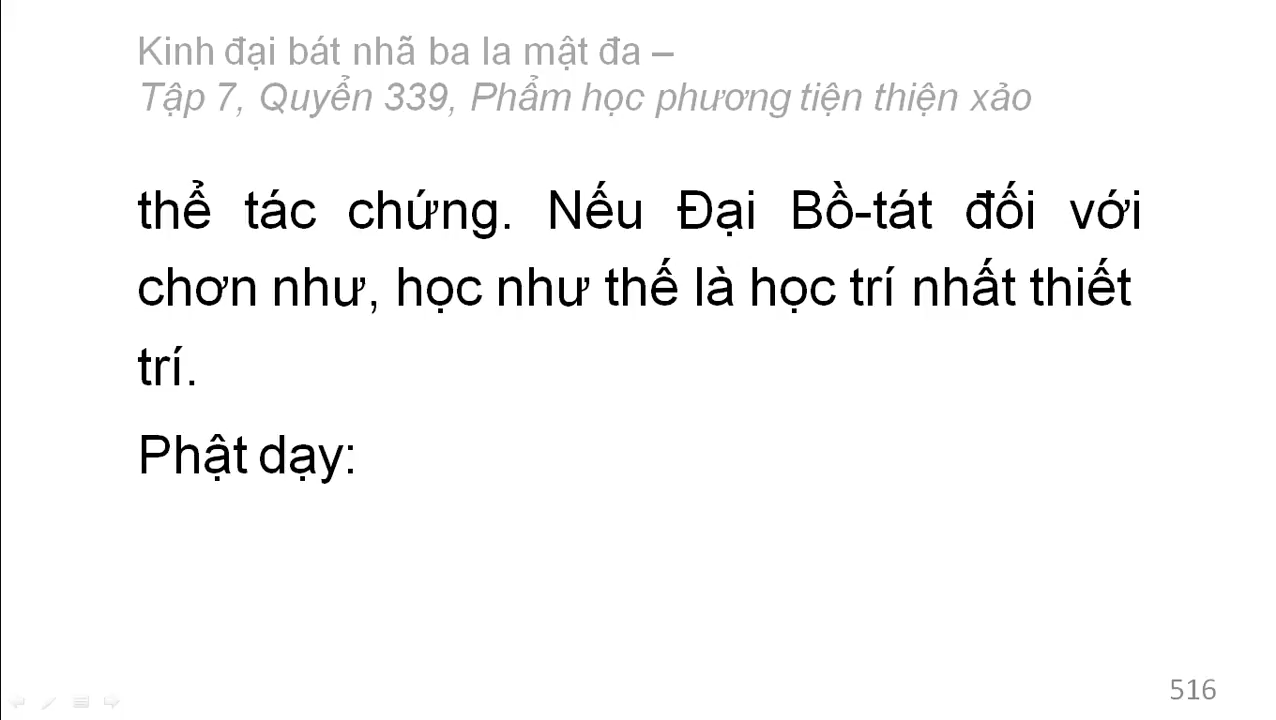 Kinh đại bát nhã ba la mật đa –
Tập 7, Quyển 339, Phẩm học phương tiện thiện xảo
thể tác chứng. Nếu Đại Bồ-tát đối với
chơn như, học như thế là học trí nhất thiết
trí.
Phật dạy:
516